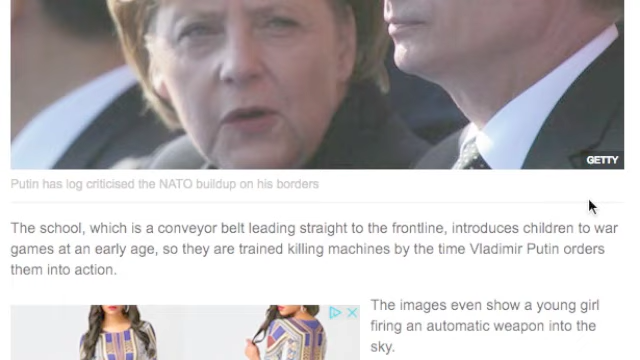 GETTY
Putin has log criticised the NATO buildup on his borders
The school, which is a conveyor belt leading straight to the frontline, introduces children to war
games at an early age, so they are trained killing machines by the time Vladimir Putin orders
them into action.
The images even show a young girl
firing an automatic weapon into the
sky.